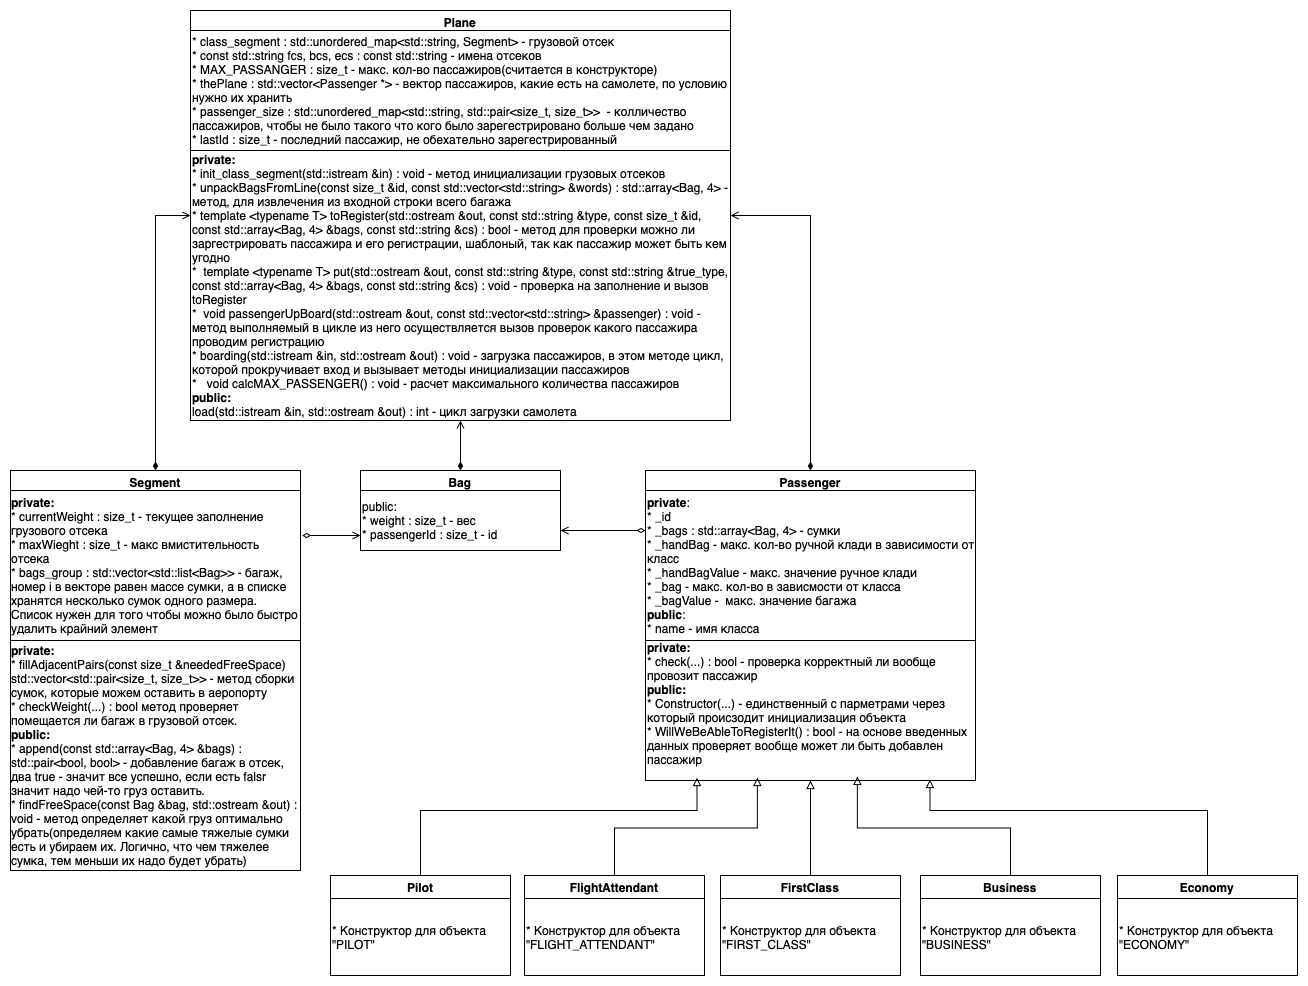 Plane
* class_segment : std::unordered_map<std::string, Segment> - грузовой отсек
* const std::string fcs, bcs, ecs : const std::string - имена отсеков
* MAX_PASSANGER : size_t - макс. кол-во пассажиров(считается в конструкторе)
* thePlane : std::vector<Passenger *> - вектор пассажиров, какие есть на самолете, по условию
нужно их хранить
* passenger_size : std::unordered_map<std::string, std::pair<size_t, size_t>> - колличество
пассажиров, чтобы не было такого что кого было зарегестрировано больше чем задано
* lastId : size_t - последний пассажир, не обехательно зарегестрированный
private:
* init_class_segment(std::istream &in) : void - метод инициализации грузовых отсеков
* unpackBagsFromLine(const size_t &id, const std::vector<std::string> &words) : std::array<Bag, 4> -
метод, для извлечения из входной строки всего багажа
* template <typename T> toRegister(std::ostream &out, const std::string &type, const size_t &id,
const std::array<Bag, 4> &bags, const std::string &cs) : bool - метод для проверки можно ли
заргестрировать пассажира и его регистрации, шаблоный, так как пассажир может быть кем
угодно
* template <typename T> put(std::ostream &out, const std::string &type, const std::string &true_type,
const std::array<Bag, 4> &bags, const std::string &cs) : void - проверка на заполнение и вызов
toRegister
* void passengerUpBoard(std::ostream &out, const std::vector<std::string> &passenger) : void -
метод выполняемый в цикле из него осуществляется вызов проверок какого пассажира
проводим регистрацию
* boarding(std::istream &in, std::ostream &out) : void - загрузка пассажиров, в этом методе цикл,
которой прокручивает вход и вызывает методы инициализации пассажиров
* void calcMAX_PASSENGER() : void - расчет максимального количества пассажиров
public:
load(std::istream &in, std::ostream &out) : int - цикл загрузки самолета
Segment
private:
* currentWeight : size_t - текущее заполнение
грузового отсека
* maxWieght : size_t - макс вмиститильность
отсека
* bags_group : std::vector<std::list<Bag>> - багаж,
номер i в векторе равен массе сумки, а в списке
хранятся несколько сумок одного размера.
Список нужен для того чтобы можно было быстро
удалить крайний элемент
private:
* fillAdjacentPairs(const size_t &neededFreeSpace)
std::vector<std::pair<size_t, size_t>> - метод сборки
сумок, которые можем оставить в аеропорту
* checkWeight(...) : bool метод проверяет
помещается ли багаж в грузовой отсек.
public:
* append(const std::array<Bag, 4> &bags) :
std::pair<bool, bool> - добавление багаж в отсек,
два true - значит все успешно, если есть falsr
значит надо чей-то груз оставить.
* findFreeSpace(const Bag &bag, std::ostream &out) :
void - метод определяет какой груз оптимально
убрать(определяем какие самые тяжелые сумки
есть и убираем их. Логично, что чем тяжелее
сумка, тем меньши их надо будет убрать)
Bag
public:
* weight : size_t - вес
* passengerId : size_t - id
Passenger
private:
* _id
* _bags : std::array<Bag, 4> - сумки
* _handBag - макс. кол-во ручной клади в зависимости от
класс
* _handBagValue - макс. значение ручное клади
* _bag - макс. кол-во в зависмости от класса
* _bagValue - макс. значение багажа
public:
* name - имя класса
private:
* check(...) : bool - проверка корректный ли вообще
провозит пассажир
public:
* Constructor(...) - единственный с парметрами через
который происзодит инициализация объекта
* WillWeBeAbleToRegisterIt() : bool - на основе введенных
данных проверяет вообще может ли быть добавлен
пассажир
Pilot
* Конструктор для объекта
"PILOT"
FlightAttendant
* Конструктор для объекта
"FLIGHT_ATTENDANT"
FirstClass
* Конструктор для объекта
"FIRST_CLASS"
Business
* Конструктор для объекта
"BUSINESS"
Economy
* Конструктор для объекта
"ECONOMY"